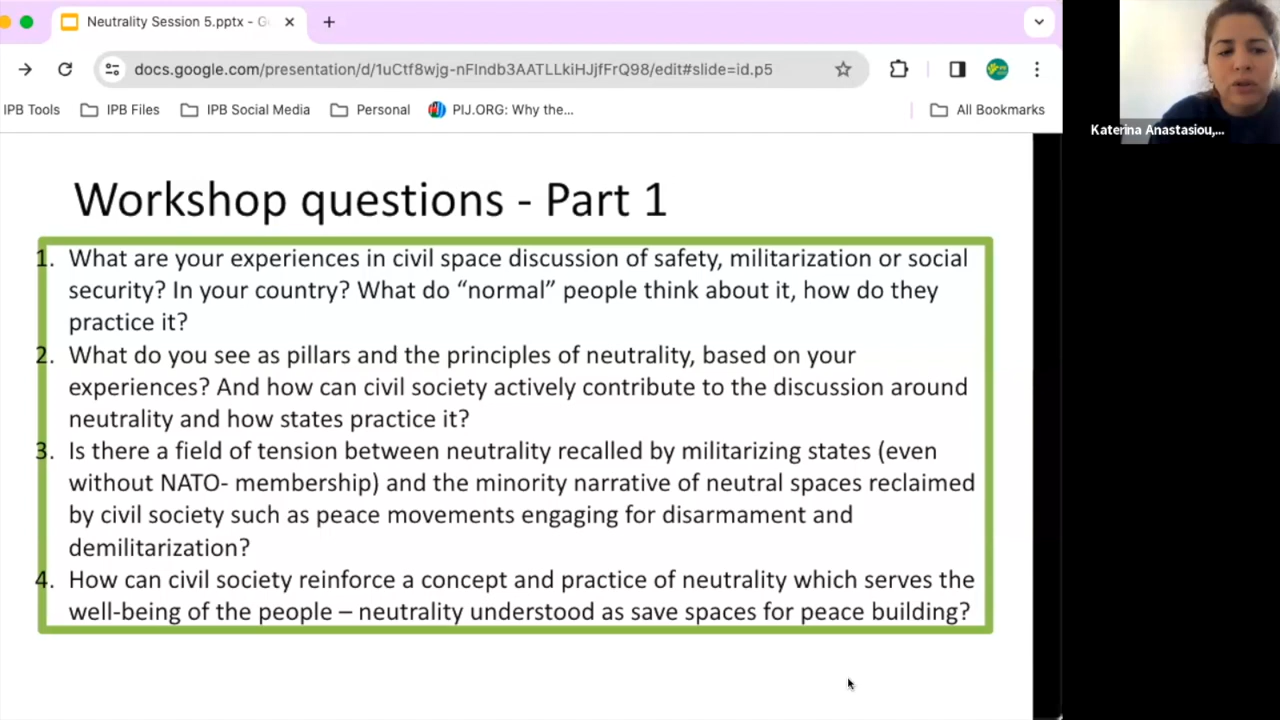 Neutrality Session 5.pptx - G
docs.google.com/presentation/d/1uCtf8wjg-nFIndb3AATLLkiHJjfFrQ98/edit#slide=id.p5
IPB Tools IPB Files IPB Social Media Personal PIJ.ORG: Why the... All Bookmarks
Katerina Anastasiou,...
Workshop questions - Part 1
1. What are your experiences in civil space discussion of safety, militarization or social
security? In your country? What do “normal” people think about it, how do they
practice it?
2. What do you see as pillars and the principles of neutrality, based on your
experiences? And how can civil society actively contribute to the discussion around
neutrality and how states practice it?
3. Is there a field of tension between neutrality recalled by militarizing states (even
without NATO- membership) and the minority narrative of neutral spaces reclaimed
by civil society such as peace movements engaging for disarmament and
demilitarization?
4. How can civil society reinforce a concept and practice of neutrality which serves the
well-being of the people – neutrality understood as save spaces for peace building?